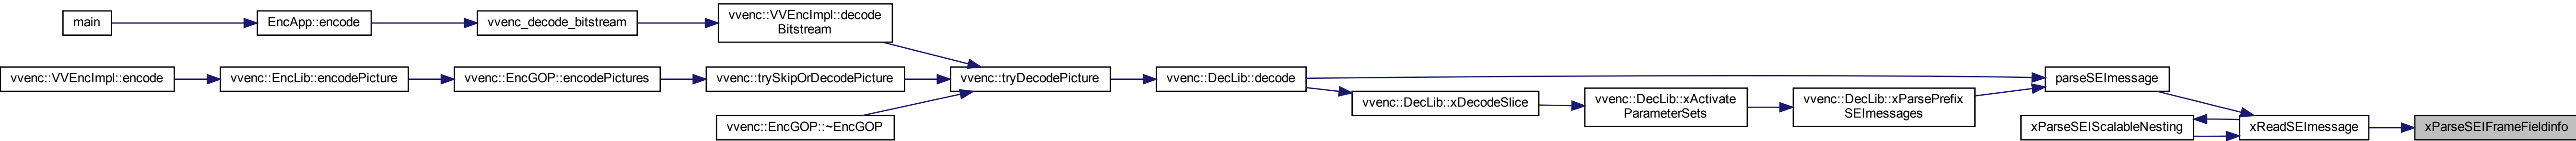 main
EncApp::encode
vvenc_decode_bitstream
vvenc::VVEncImpl::decode
Bitstream
vvenc::VVEncImpl::encode
vvenc::EncLib::encodePicture
vvenc::EncGOP::encodePictures
vvenc::trySkipOrDecodePicture
vvenc::tryDecodePicture
vvenc::DecLib::decode
parseSEImessage
vvenc::DecLib::xDecodeSlice
vvenc::DecLib::xActivate
ParameterSets
vvenc::DecLib::xParsePrefix
SEImessages
vvenc::EncGOP::~EncGOP
xParseSEIScalableNesting
xReadSEImessage
xParseSEIFrameFieldinfo